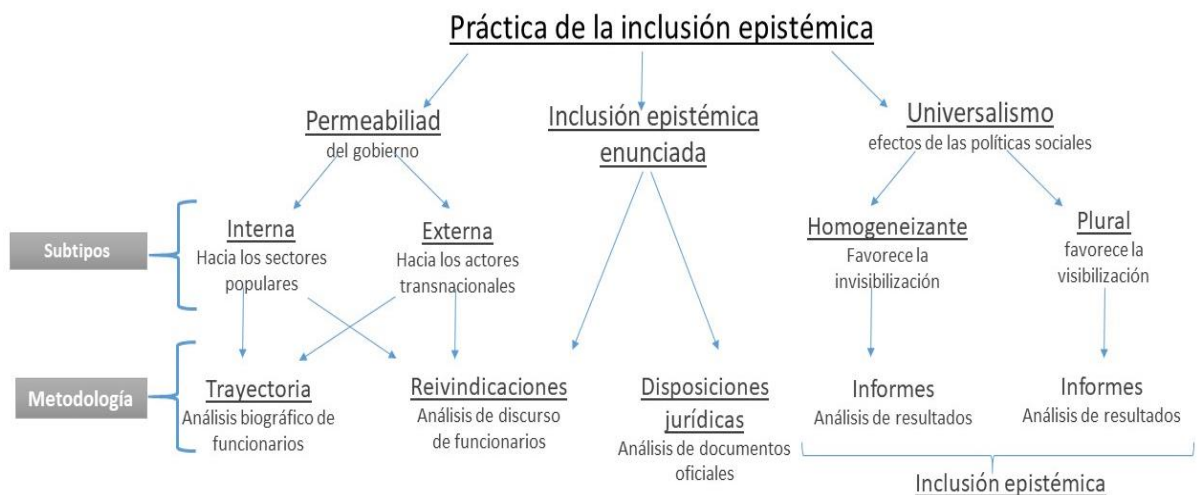 Práctica de la inclusión epistémica
Permeabiliad
del gobierno
Inclusión epistémica
enunciada
Universalismo
efectos de las políticas sociales
Subtipos
Interna
Hacia los sectores
populares
Externa
Hacia los actores
transnacionales
Homogeneizante
Favorece la
invisibilización
Plural
favorece la
visibilización
Metodología
Trayectoria
Análisis biográfico de
funcionarios
Reivindicaciones
Análisis de discurso
de funcionarios
Disposiciones
jurídicas
Análisis de documentos
oficiales
Informes
Análisis de resultados
Informes
Análisis de resultados
Inclusión epistémica